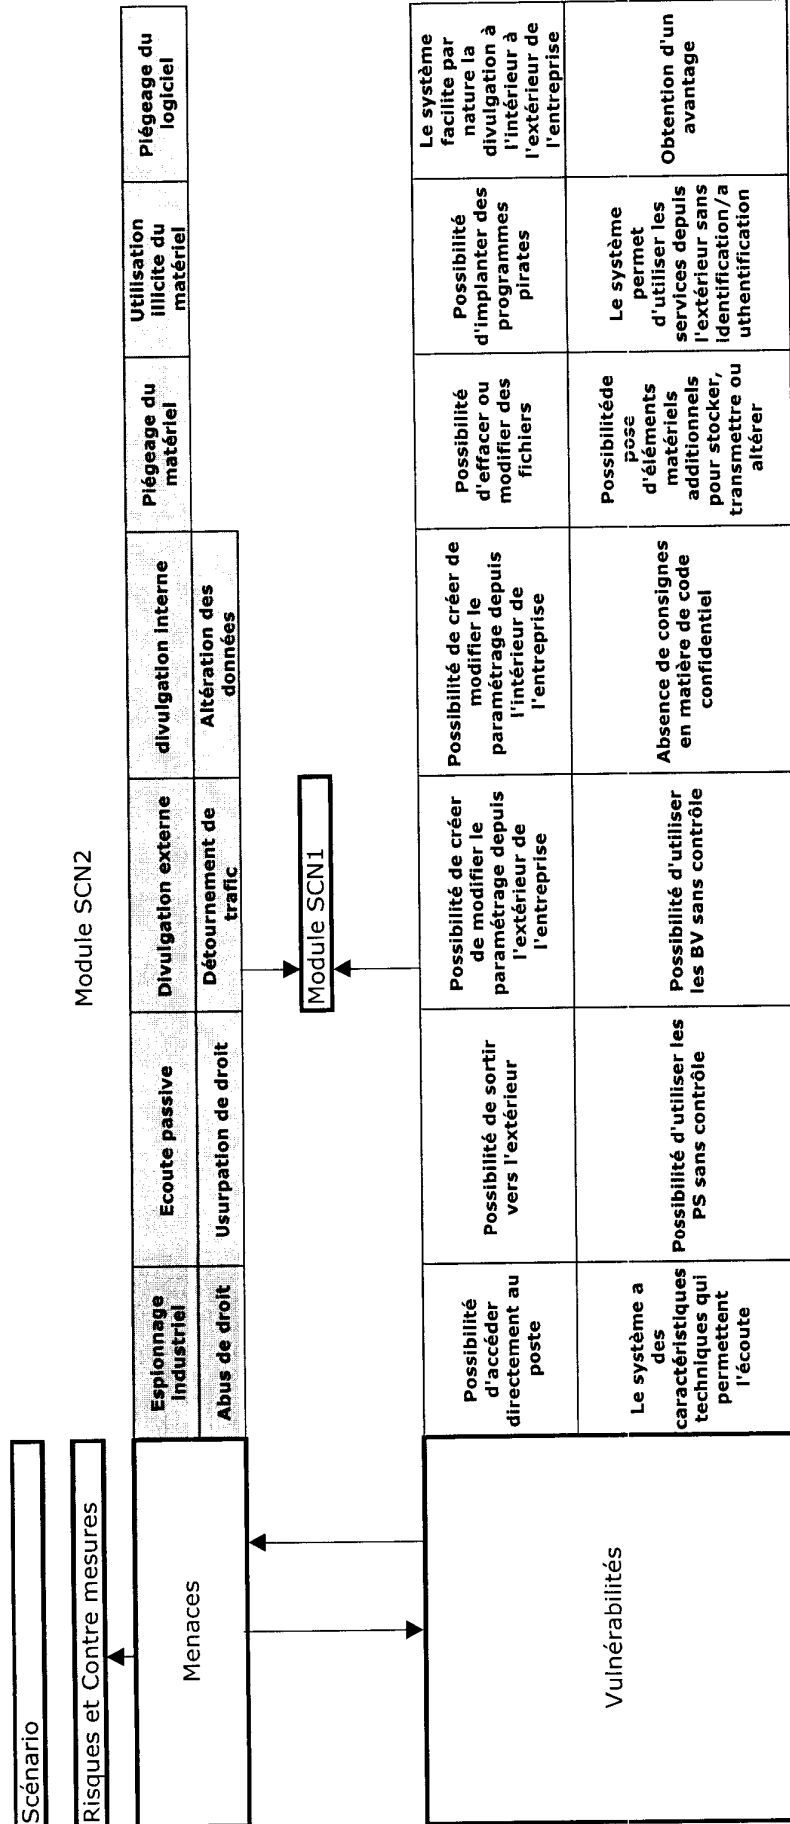 Scénario
Risques et Contre mesures
Module SCN2
Menaces
Espionnage
Industriel
Ecoute passive
Divulgation externe
divulgation interne
Piégeage du
matériel
Utilisation
illicite du
matériel
Piégeage du
logiciel
Abus de droit
Usurpation de droit
Détournement de
trafic
Altération des
données
Module SCN1
Vulnérabilités
Possibilité
d'accéder
directement au
poste
Possibilité de sortir
vers l'extérieur
Possibilité de créer
de modifier le
paramétrage depuis
l'extérieur de
l'entreprise
Possibilité de créer de
modifier le
paramétrage depuis
l'intérieur de
l'entreprise
Possibilité
d'effacer ou
modifier des
fichiers
Possibilité
d'implanter des
programmes
pirates
Le système
facilite par
nature la
divulgation à
l'intérieur à
l'extérieur de
l'entreprise
Le système a
des
caractéristiques
techniques qui
permettent
l'écoute
Possibilité d'utiliser les
PS sans contrôle
Possibilité d'utiliser
les BV sans contrôle
Absence de consignes
en matière de code
confidentiel
Possibilitéde
pose
d'éléments
matériels
additionnels
pour stocker,
transmettre ou
altérer
Le système
permet
d'utiliser les
services depuis
l'extérieur sans
identification/a
uthentification
Obtention d'un
avantage